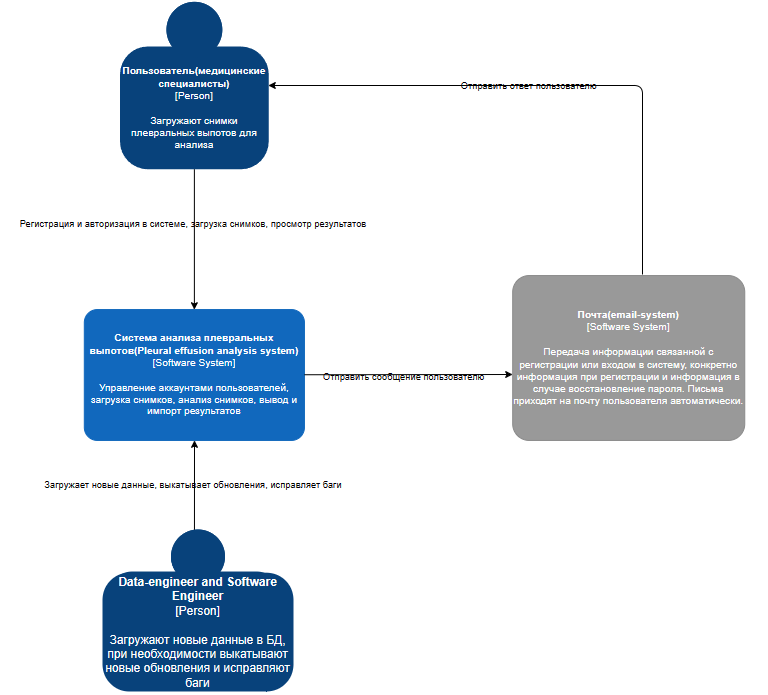 Пользователь(медицинские
специалисты)
[Person]
Загружают снимки
плевральных выпотов для
анализа
Отправить ответ пользователю
Регистрация и авторизация в системе, загрузка снимков, просмотр результатов
Система анализа плевральных
выпотов(Pleural effusion analysis system)
[Software System]
Управление аккаунтами пользователей,
загрузка снимков, анализ снимков, вывод и
импорт результатов
Отправить сообщение пользователю
Почта(email-system)
[Software System]
Передача информации связанной с
регистрации или входом в систему, конкретно
информация при регистрации и информация в
случае восстановление пароля. Письма
приходят на почту пользователя автоматически.
Загружает новые данные, выкатывает обновления, исправляет баги
Data-engineer and Software
Engineer
[Person]
Загружают новые данные в БД,
при необходимости выкатывают
новые обновления и исправляют
баги